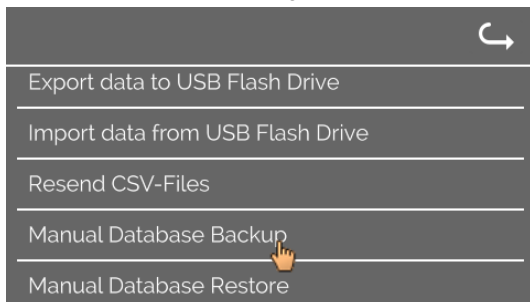 Export data to USB Flash Drive
Import data from USB Flash Drive
Resend CSV-Files
Manual Database Backup
Manual Database Restore